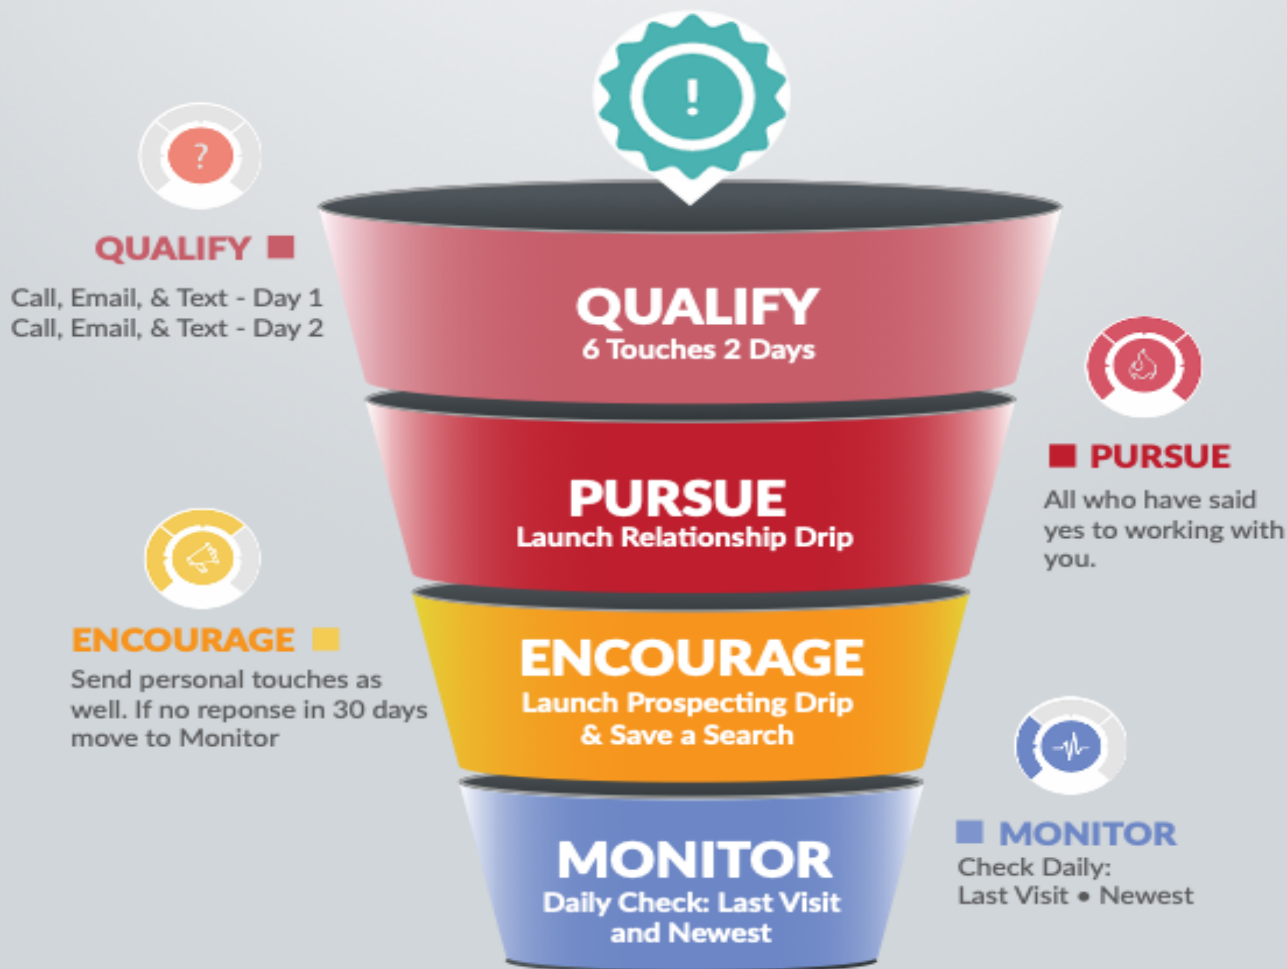 !
?
QUALIFY
Call, Email, & Text - Day 1
Call, Email, & Text - Day 2
QUALIFY
6 Touches 2 Days
PURSUE
All who have said
yes to working with
you.
PURSUE
Launch Relationship Drip
ENCOURAGE
Send personal touches as
well. If no reponse in 30 days
move to Monitor
ENCOURAGE
Launch Prospecting Drip
& Save a Search
MONITOR
Check Daily:
Last Visit • Newest
MONITOR
Daily Check: Last Visit
and Newest